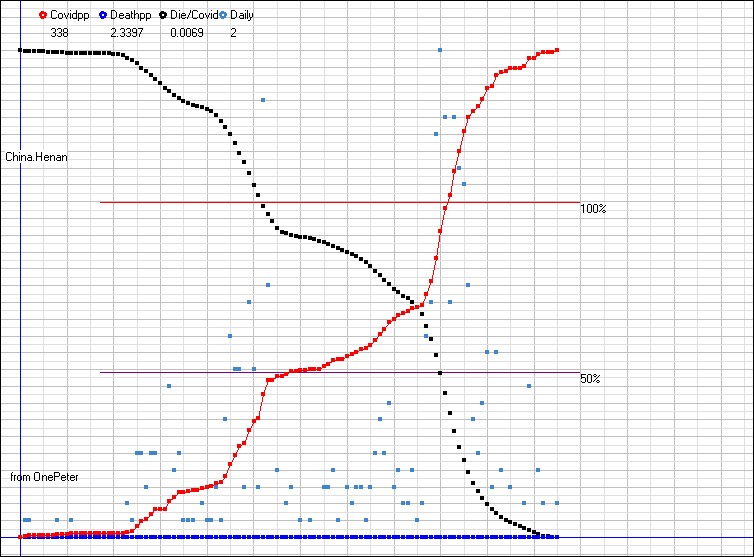 Covidpp Deathpp Die/Covid Daily
338 2.3397 0.0069 2
China.Henan
100%
50%
from OnePeter